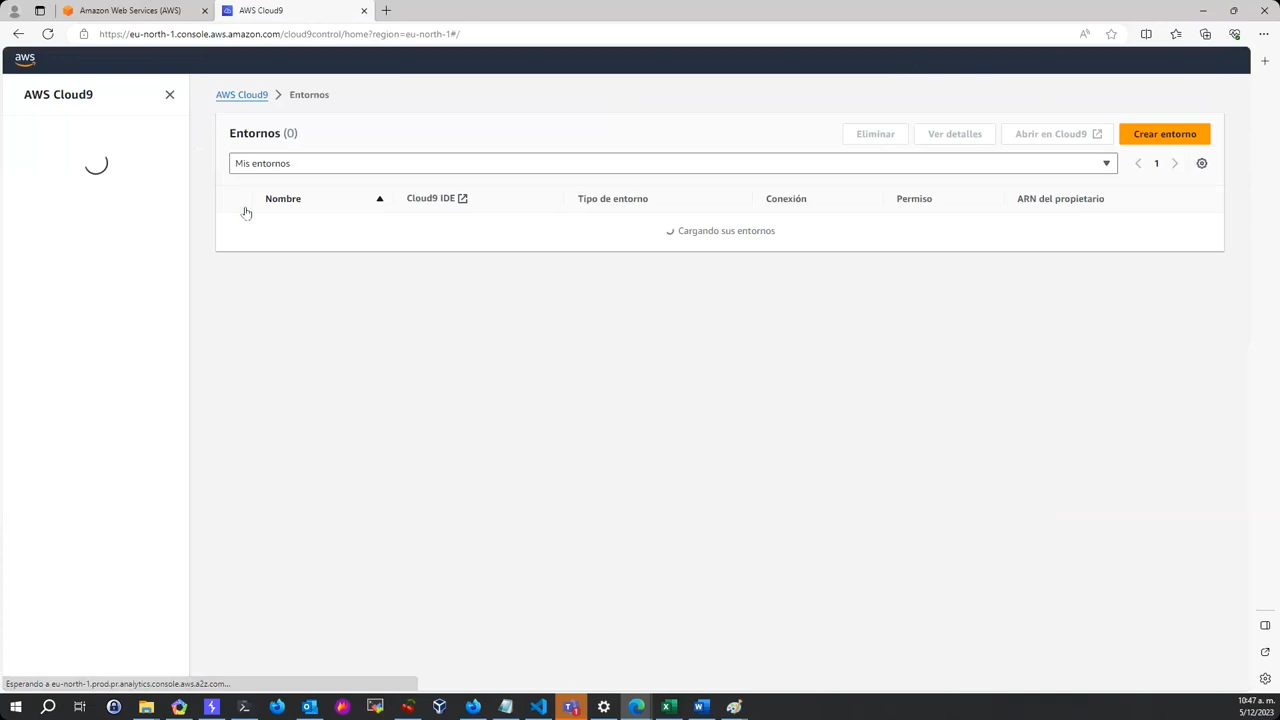 Amazon Web Services (AWS)
AWS Cloud9
https://eu-north-1.console.aws.amazon.com/cloud9control/home?region=eu-north-1#/
aws
AWS Cloud9
AWS Cloud9 > Entornos
Entornos (0)
Eliminar
Ver detalles
Abrir en Cloud9
Crear entorno
Mis entornos
1
Nombre
Cloud9 IDE
Tipo de entorno
Conexión
Permiso
ARN del propietario
Cargando sus entornos
Esperando a eu-north-1.prod.pr.analytics.console.aws.a2z.com...
10:47 a. m.
5/12/2023